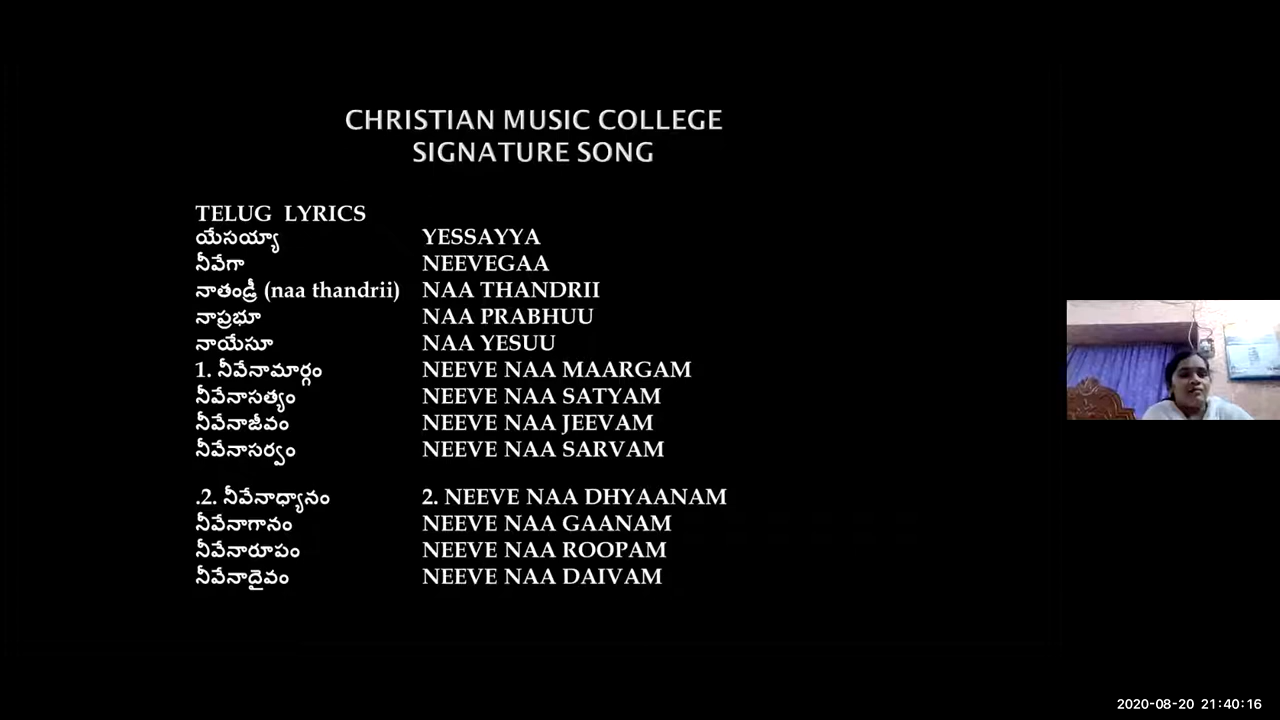 CHRISTIAN MUSIC COLLEGE
SIGNATURE SONG
TELUG LYRICS
యేసయ్యా YESSAYYA
నీవేగా NEEVEGAA
నాతండ్రీ (naa thandrii) NAA THANDRII
నాప్రభూ NAA PRABHUU
నాయేసూ NAA YESUU
1. నీవేనామార్గం NEEVE NAA MAARGAM
నీవేనాసత్యం NEEVE NAA SATYAM
నీవేనాజీవం NEEVE NAA JEEVAM
నీవేనాసర్వం NEEVE NAA SARVAM
.2. నీవేనాధ్యానం 2. NEEVE NAA DHYAANAM
నీవేనాగానం NEEVE NAA GAANAM
నీవేనారూపం NEEVE NAA ROOPAM
నీవేనాదైవం NEEVE NAA DAIVAM
2020-08-20 21:40:16